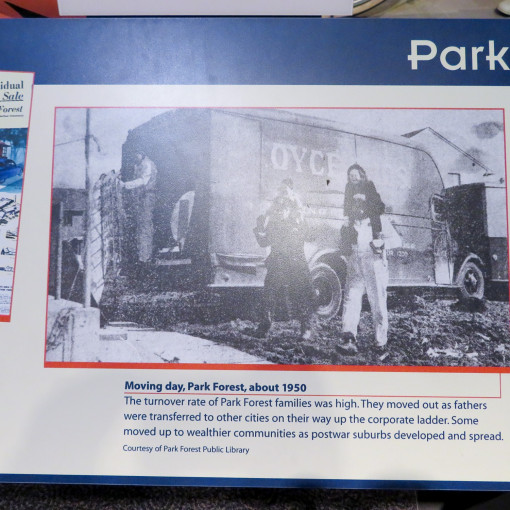 Park
idual
Sale
Forest
OYCE
Moving day, Park Forest, about 1950
The turnover rate of Park Forest families was high. They moved out as fathers
were transferred to other cities on their way up the corporate ladder. Some
moved up to wealthier communities as postwar suburbs developed and spread.
Courtesy of Park Forest Public Library